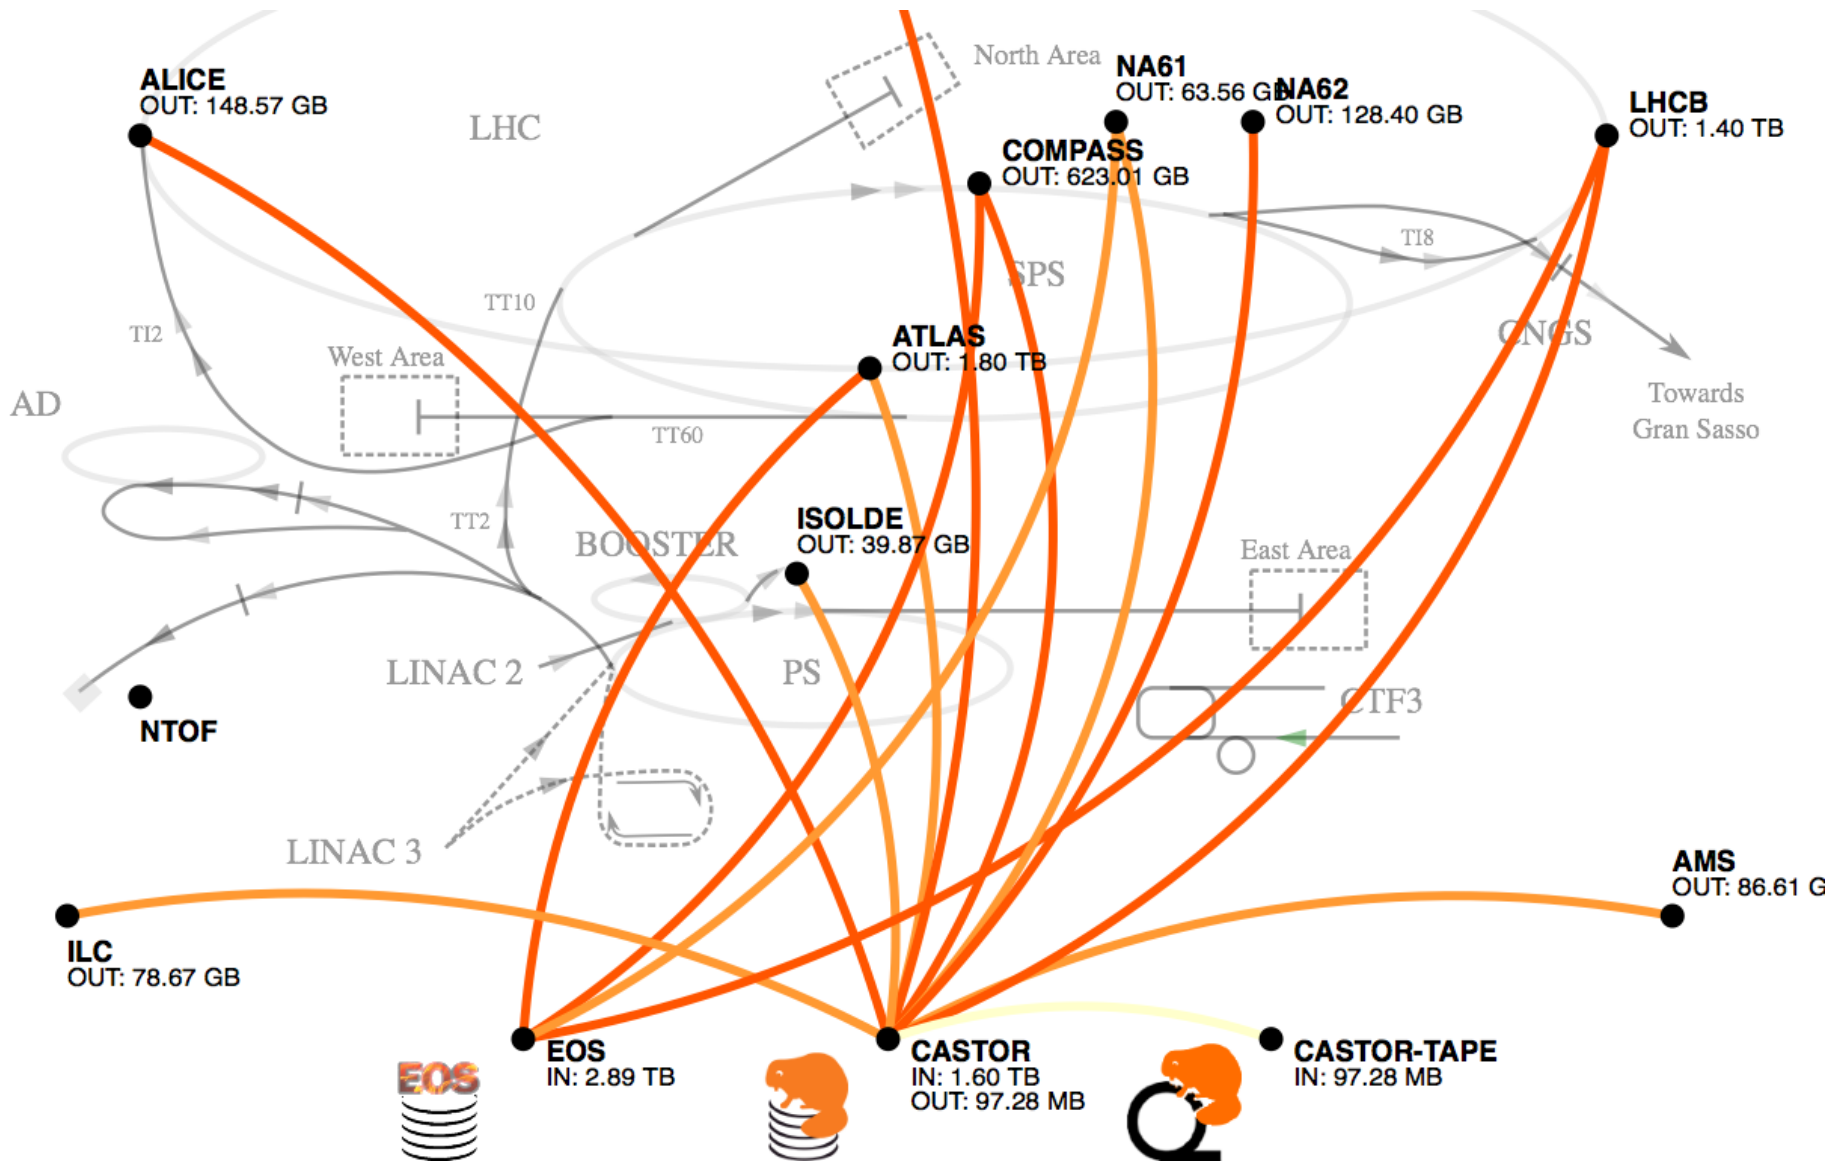 North Area
NA61
OUT: 63.56 GB
ALICE
OUT: 148.57 GB
NA62
OUT: 128.40 GB
LHCB
OUT: 1.40 TB
LHC
COMPASS
OUT: 623.01 GB
TI8
SPS
TT10
TI2
West Area
ATLAS
OUT: 1.80 TB
CNGS
AD
Towards
Gran Sasso
TT60
TT2
ISOLDE
OUT: 39.87 GB
BOOSTER
East Area
LINAC 2
PS
CTF3
NTOF
LINAC 3
AMS
OUT: 86.61 G
ILC
OUT: 78.67 GB
EOS
IN: 2.89 TB
CASTOR
IN: 1.60 TB
OUT: 97.28 MB
CASTOR-TAPE
IN: 97.28 MB
EOS